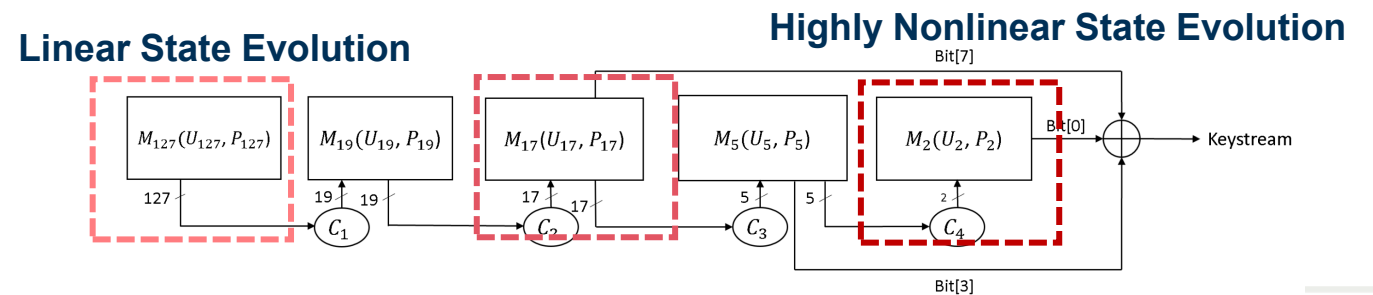 Highly Nonlinear State Evolution
Linear State Evolution
Bit[7]
M₁₂₇(U₁₂₇, P₁₂₇)
M₁₉(U₁₉, P₁₉)
M₁₇(U₁₇, P₁₇)
M₅(U₅, P₅)
M₂(U₂, P₂)
Bit[0]
Keystream
127
19
19
17
17
5
5
2
C₁
C₂
C₃
C₄
Bit[3]